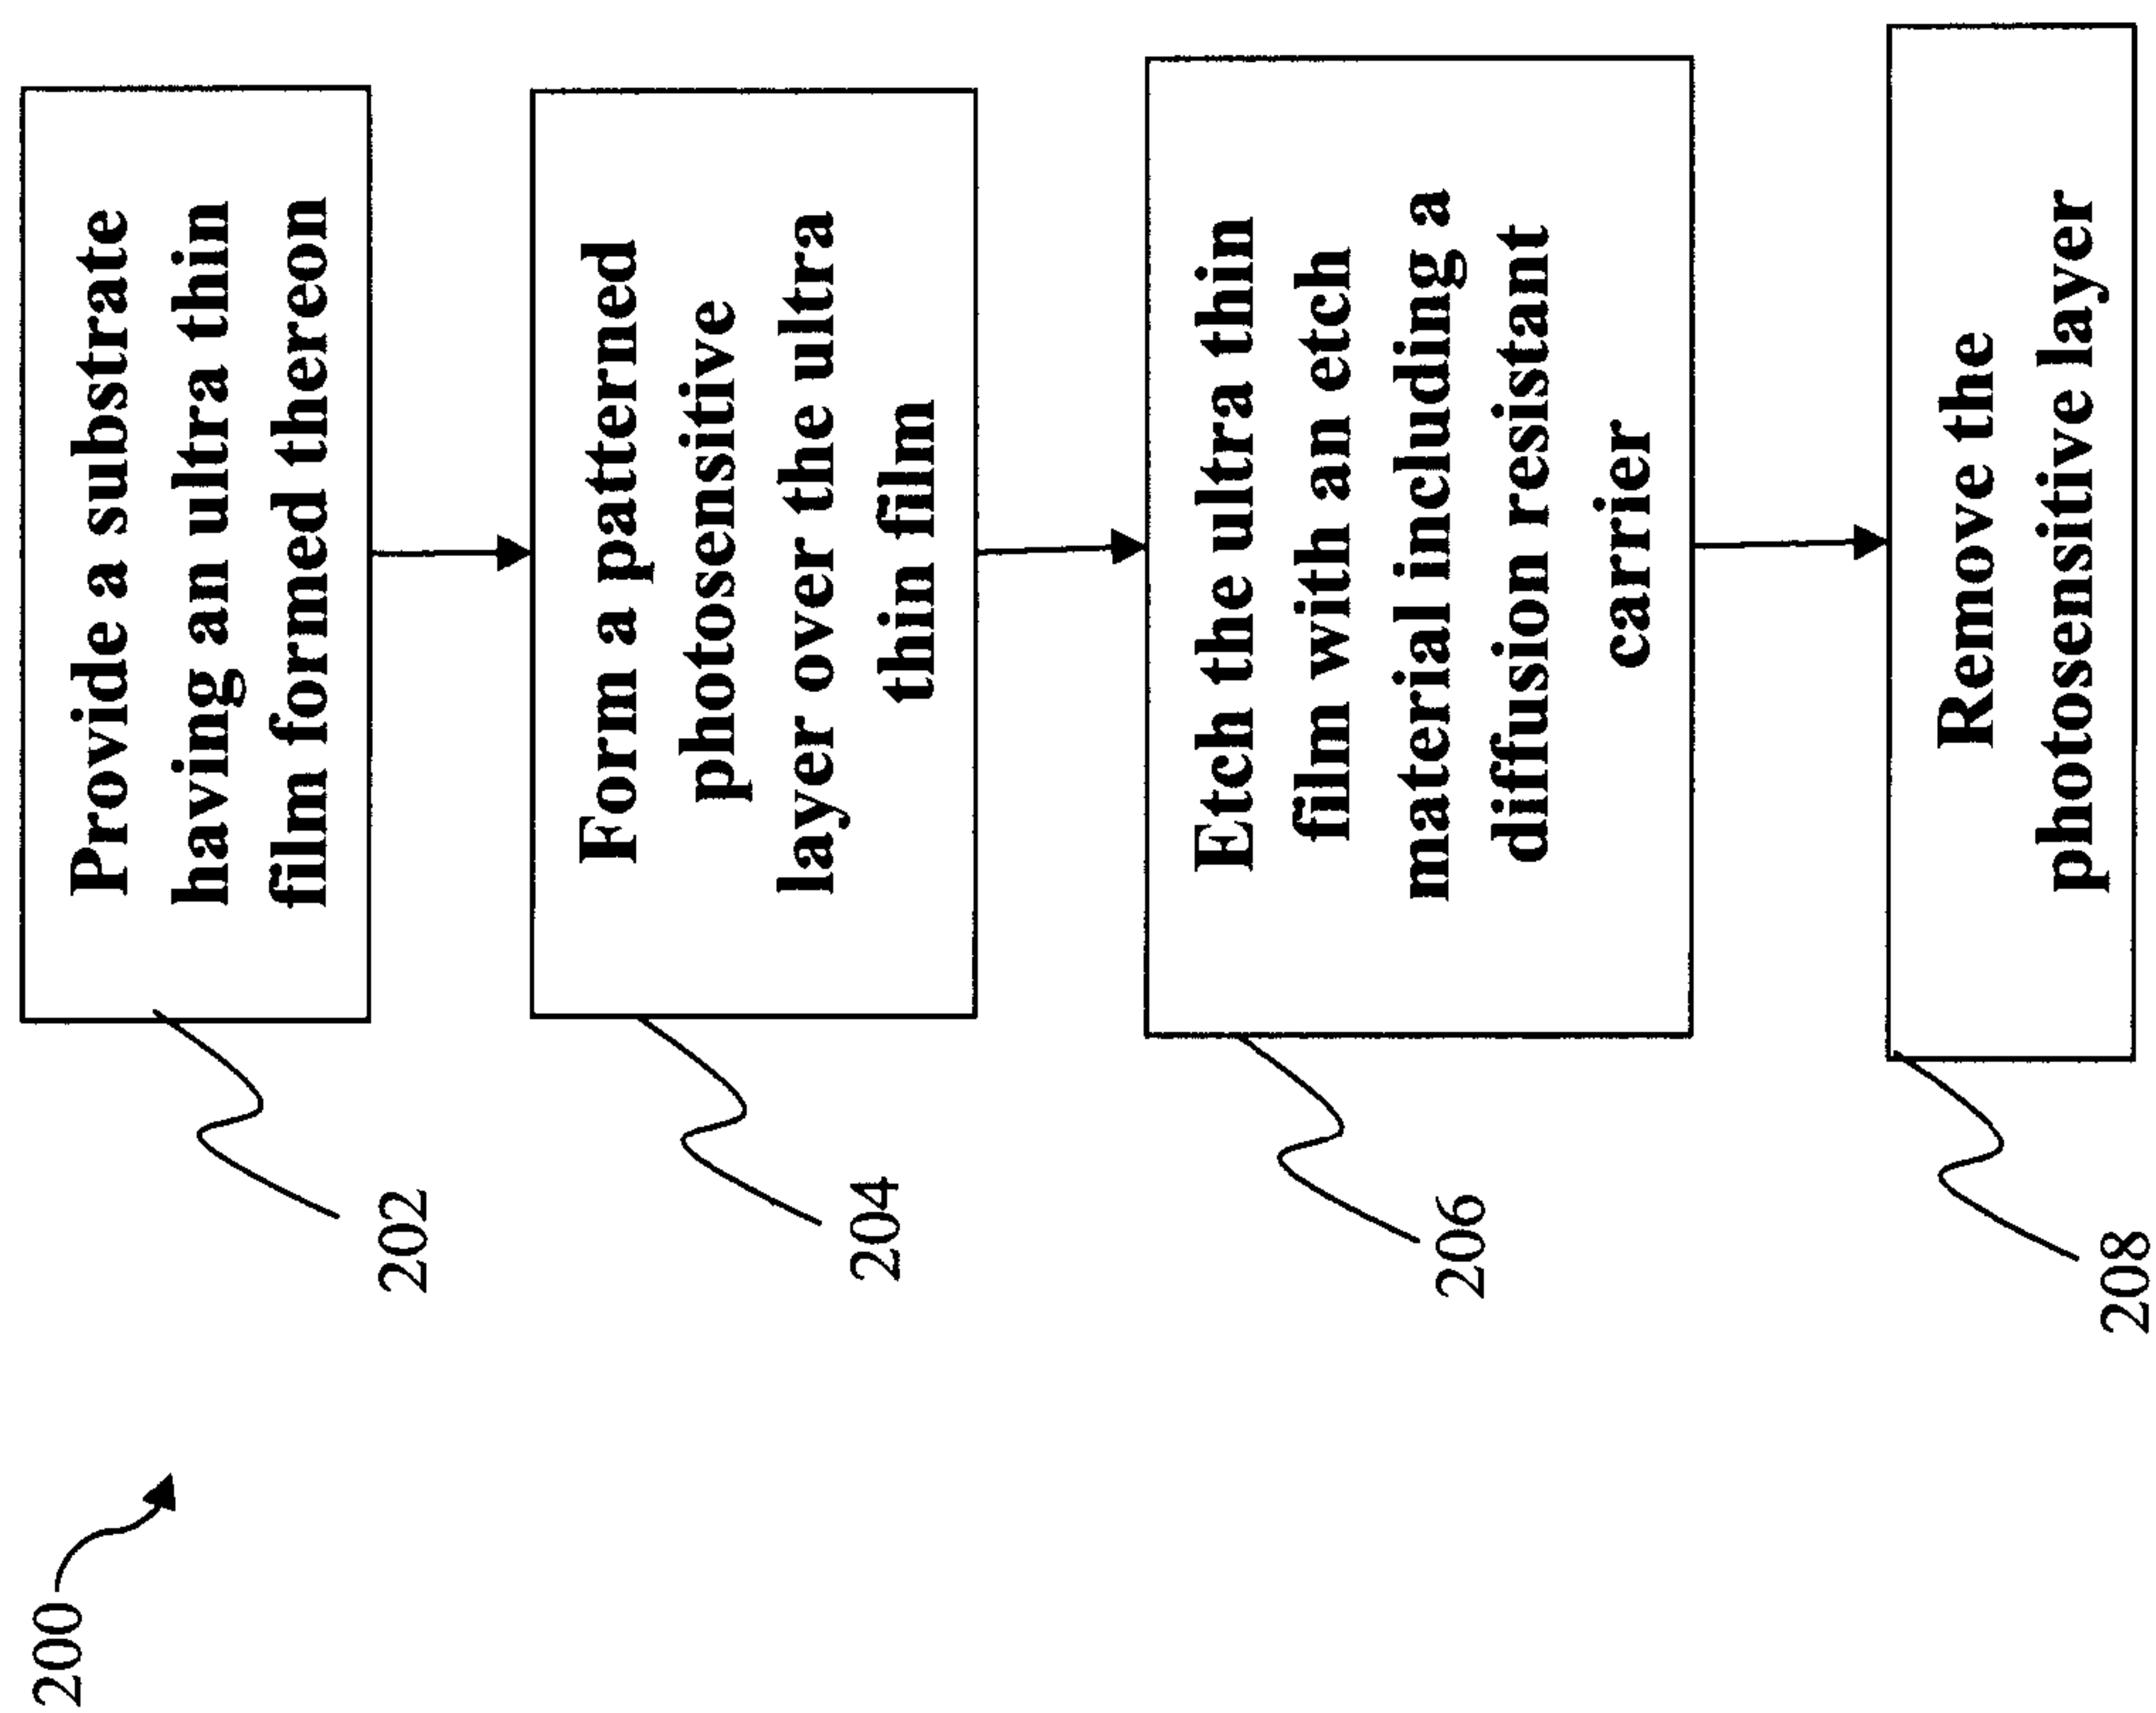 200
Provide a substrate
having an ultra thin
film formed thereon
202
Form a patterned
photosensitive
layer over the ultra
thin film
204
Etch the ultra thin
film with an etch
material including a
diffusion resistant
carrier
206
Remove the
photosensitive layer
208